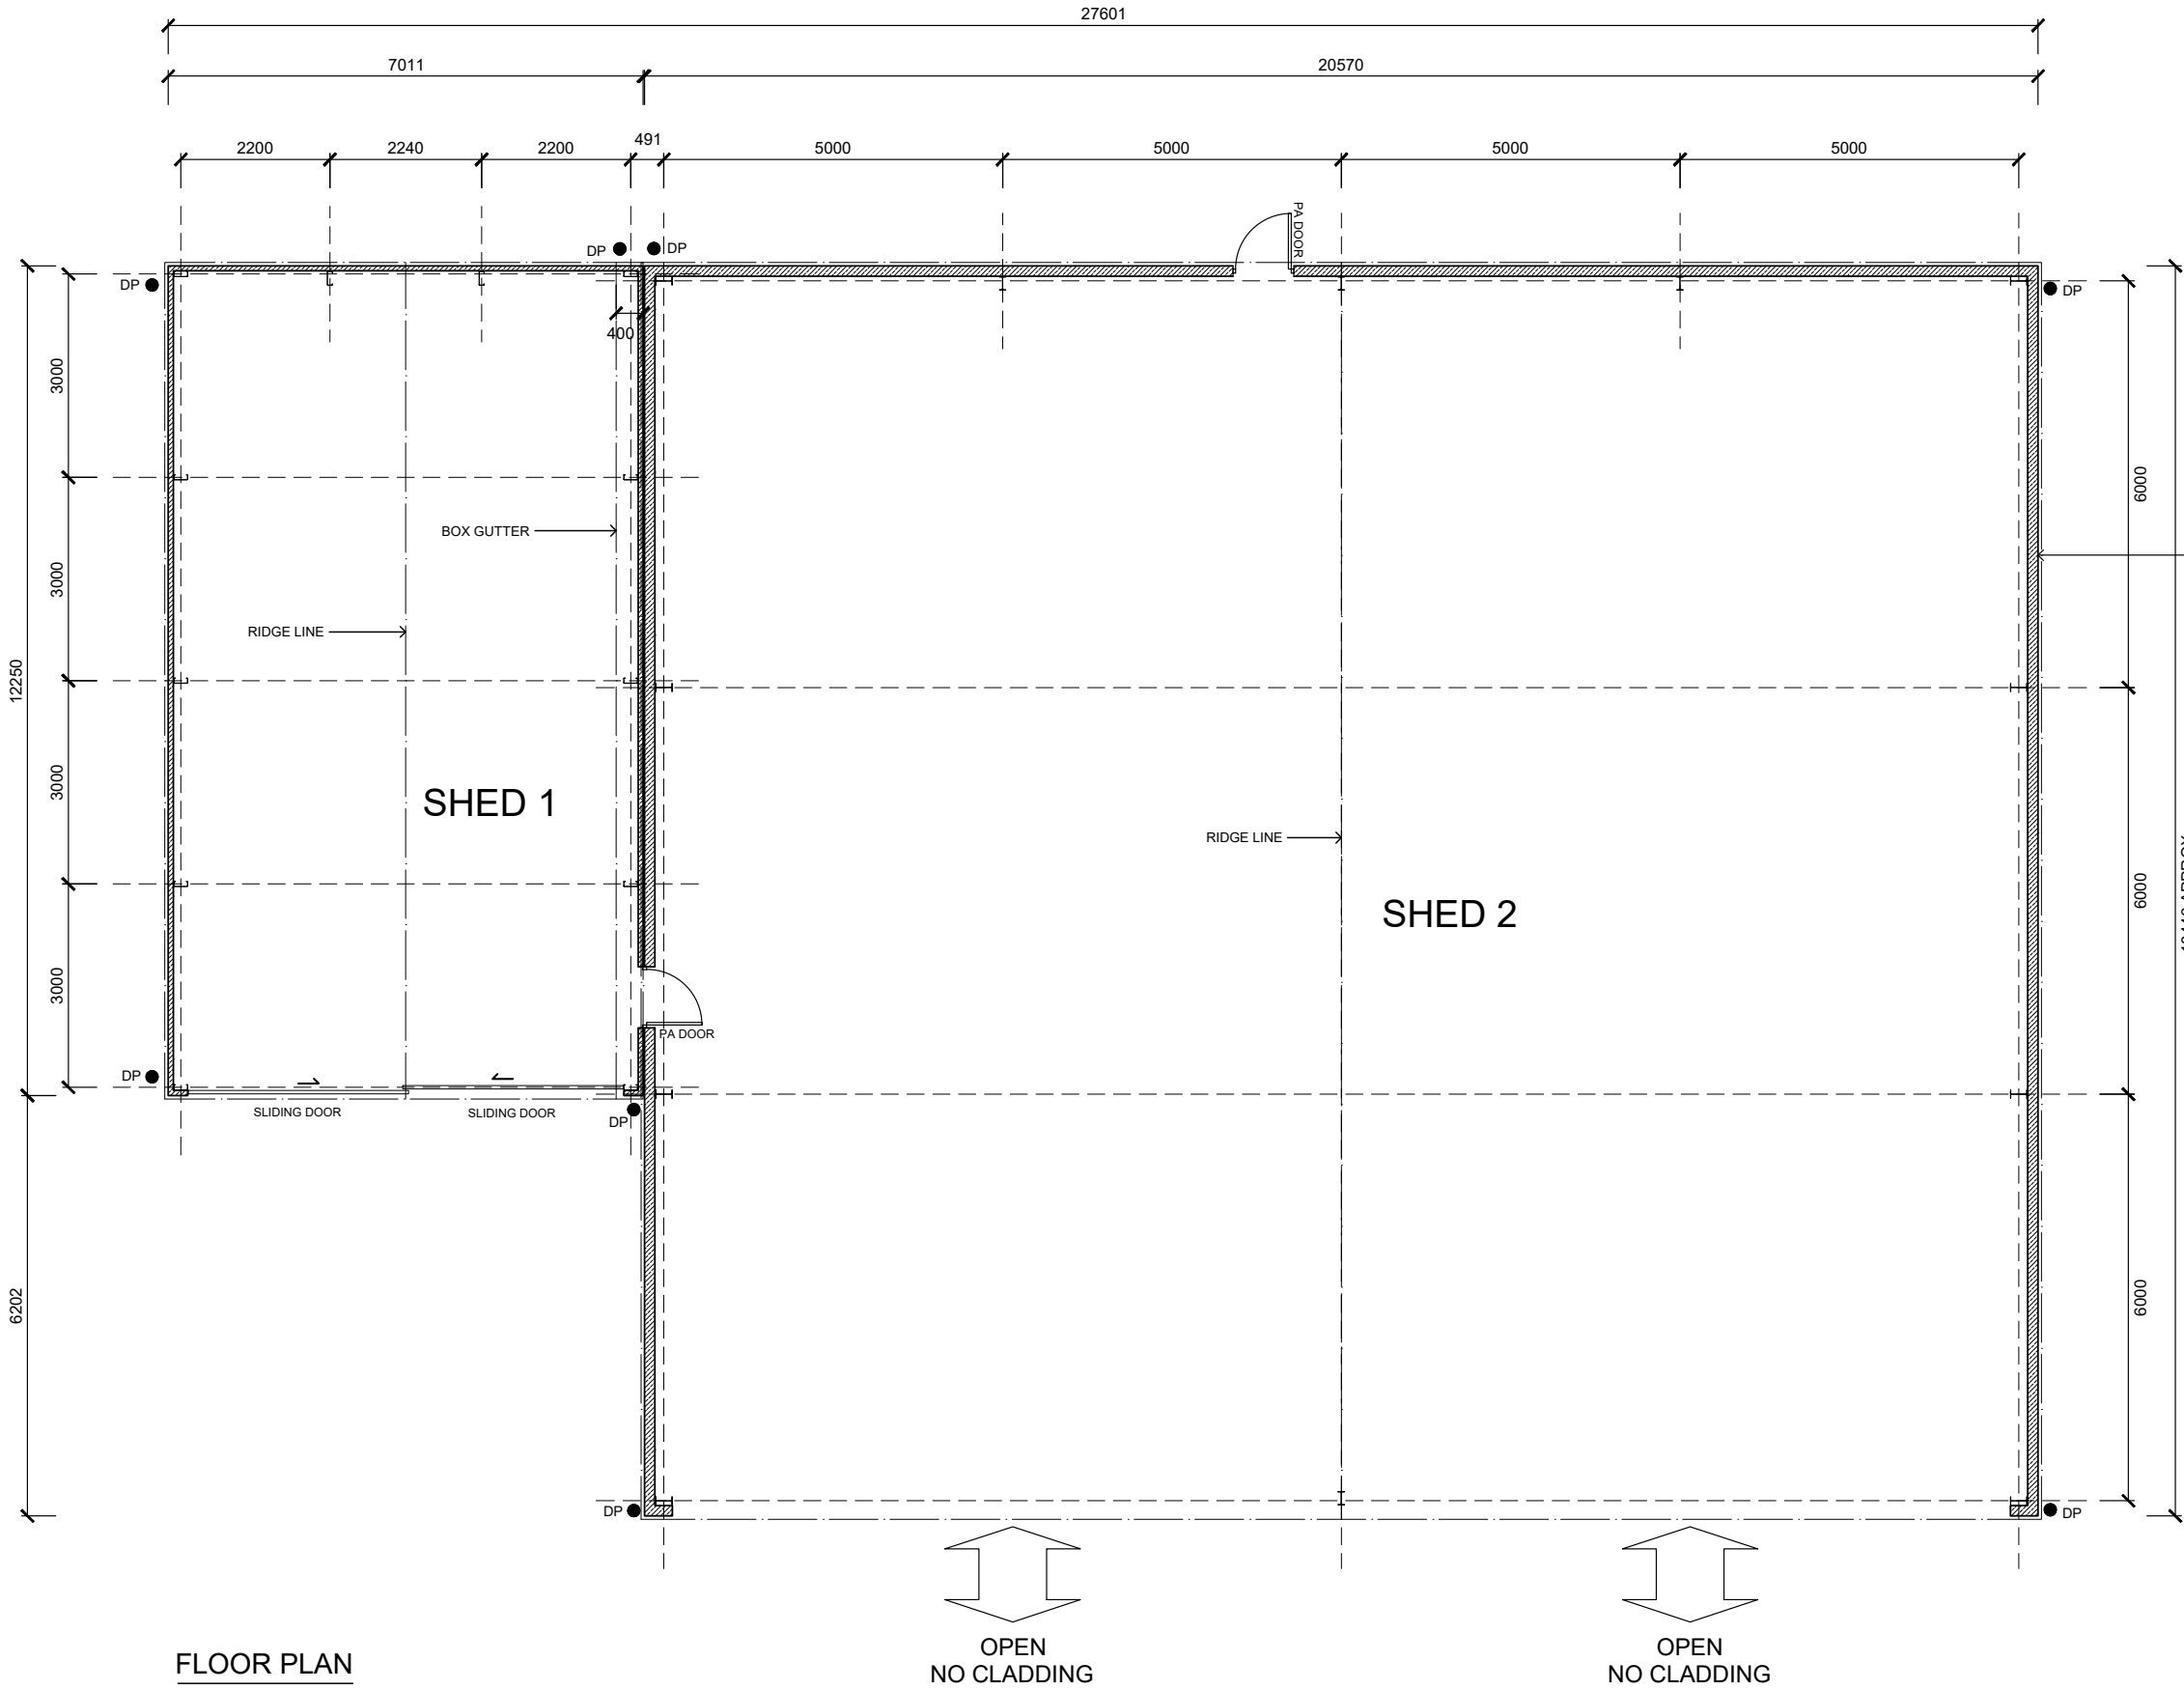 27601
7011
20570
2200
2240
2200
491
5000
5000
5000
5000
DP
DP
PA DOOR
DP
DP
400
3000
6000
BOX GUTTER
3000
RIDGE LINE
12250
3000
SHED 1
RIDGE LINE
APPROX
6000
SHED 2
3000
PA DOOR
DP
SLIDING DOOR
SLIDING DOOR
DP
6202
6000
DP
DP
OPEN
NO CLADDING
OPEN
NO CLADDING
FLOOR PLAN